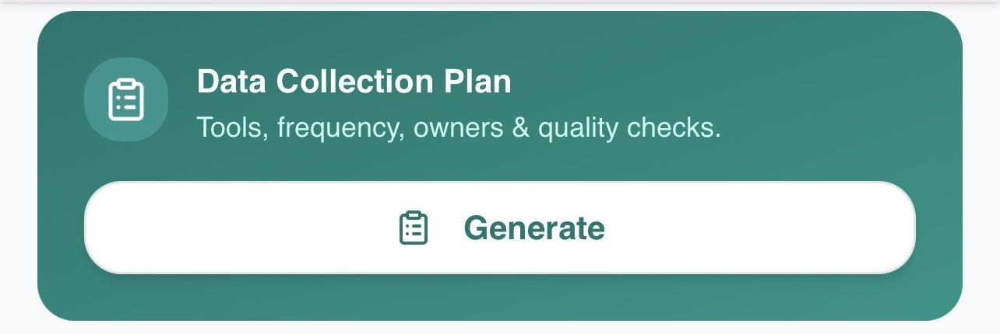 Data Collection Plan
Tools, frequency, owners & quality checks.
Generate